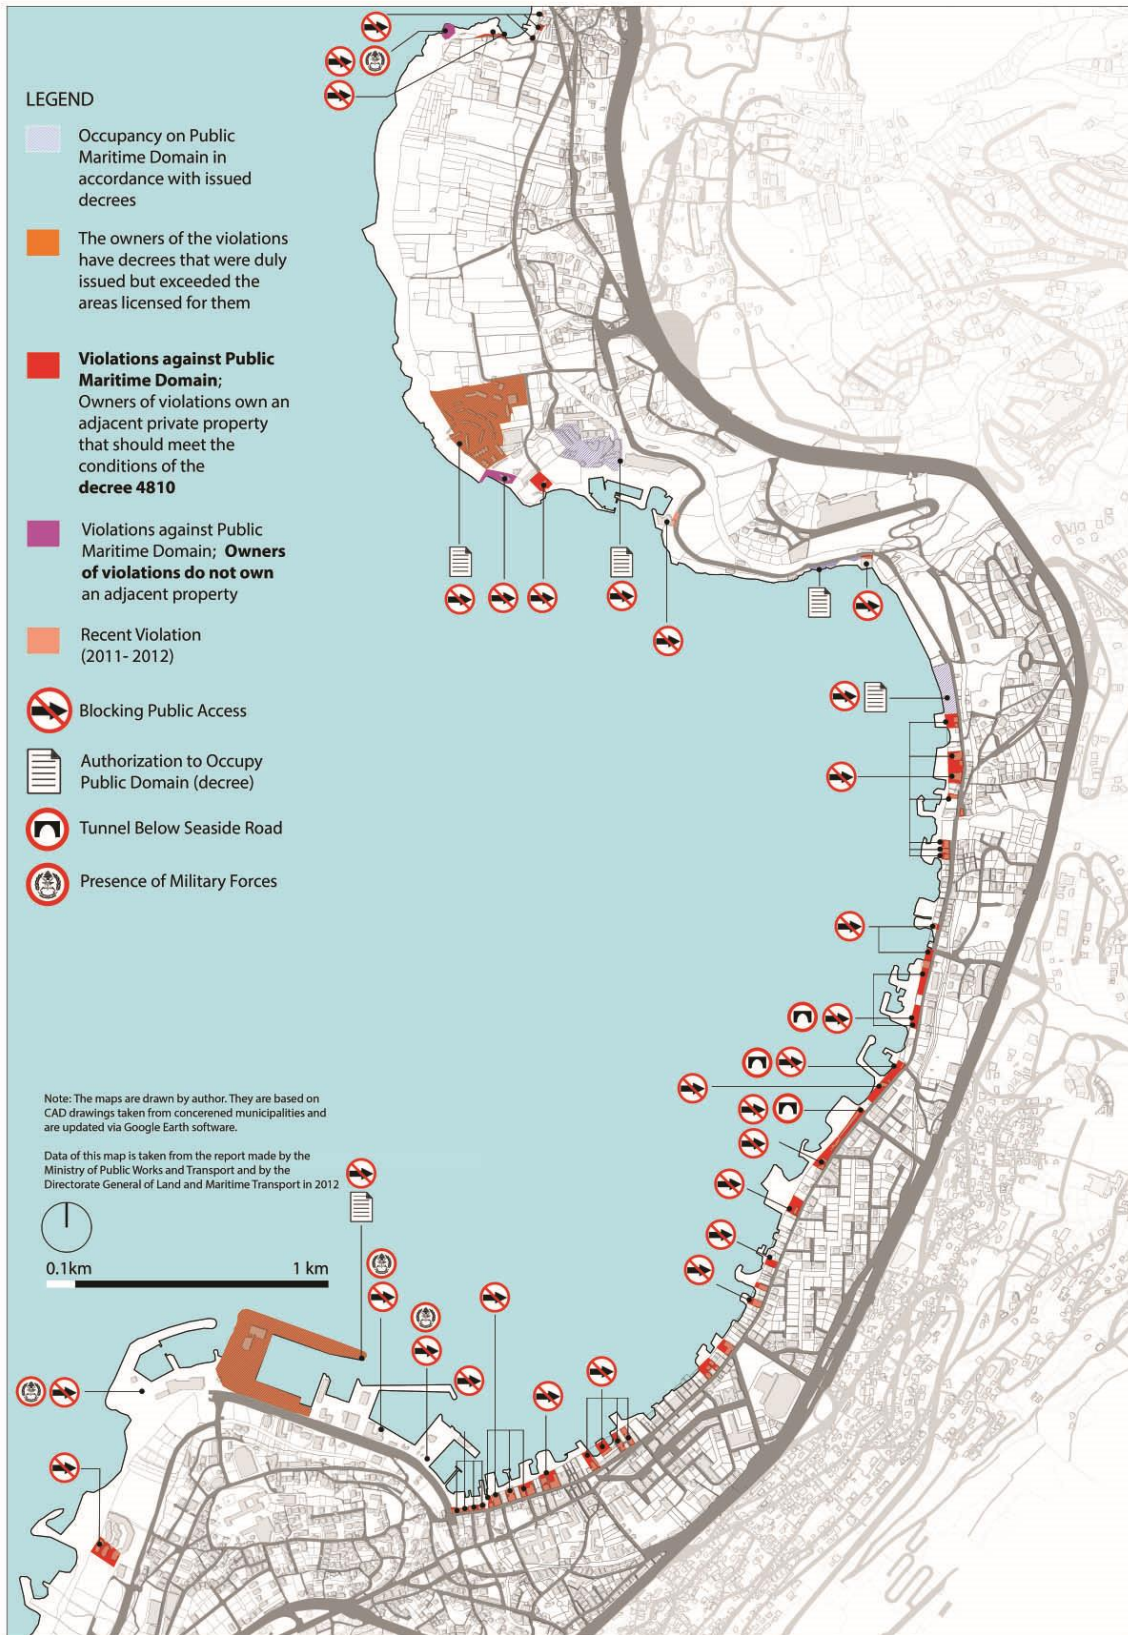 LEGEND
Occupancy on Public
Maritime Domain in
accordance with issued
decrees
The owners of the violations
have decrees that were duly
issued but exceeded the
areas licensed for them
Violations against Public
Maritime Domain;
Owners of violations own an
adjacent private property
that should meet the
conditions of the
decree 4810
Violations against Public
Maritime Domain; Owners
of violations do not own
an adjacent property
Recent Violation
(2011- 2012)
Blocking Public Access
Authorization to Occupy
Public Domain (decree)
Tunnel Below Seaside Road
Presence of Military Forces
Note: The maps are drawn by author. They are based on
CAD drawings taken from concerened municipalities and
are updated via Google Earth software.
Data of this map is taken from the report made by the
Ministry of Public Works and Transport and by the
Directorate General of Land and Maritime Transport in 2012
0.1km
1 km